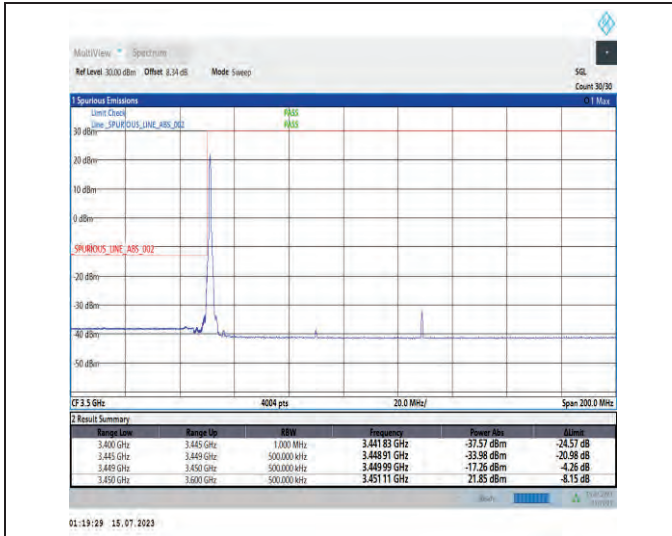 MultiView Spectrum
Ref Level 30.00 dBm Offset 8.34 dB Mode Sweep SGL
Count 30/30
1 Spurious Emissions 1 Max
Limit Check PASS
Line _SPURIOUS_LINE_ABS_002 PASS
30 dBm
20 dBm
10 dBm
0 dBm
_SPURIOUS_LINE_ABS_002
-20 dBm
-30 dBm
-40 dBm
-50 dBm
CF 3.5 GHz 4004 pts 20.0 MHz/ Span 200.0 MHz
2 Result Summary
Range Low Range Up RBW Frequency Power Abs ΔLimit
3.400 GHz 3.445 GHz 1.000 MHz 3.441 83 GHz -37.57 dBm -24.57 dB
3.445 GHz 3.449 GHz 500.000 kHz 3.448 91 GHz -33.98 dBm -20.98 dB
3.449 GHz 3.450 GHz 500.000 kHz 3.449 99 GHz -17.26 dBm -4.26 dB
3.450 GHz 3.600 GHz 500.000 kHz 3.451 11 GHz 21.85 dBm -8.15 dB
01:19:29 15.07.2023